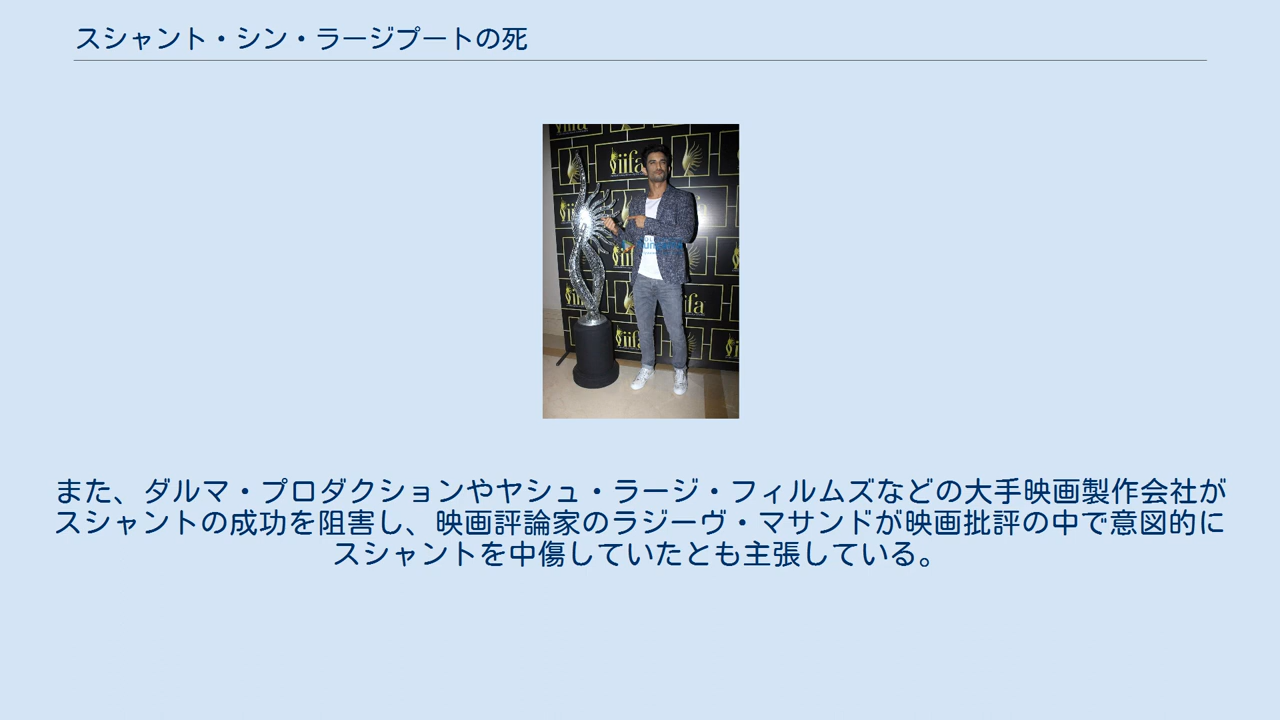 スシャント・シン・ラージプートの死
iifa
iifa
iifa
iifa
iifa
また、ダルマ・プロダクションやヤシュ・ラージ・フィルムズなどの大手映画製作会社が
スシャントの成功を阻害し、映画評論家のラジーヴ・マサンドが映画批評の中で意図的に
スシャントを中傷していたとも主張している。